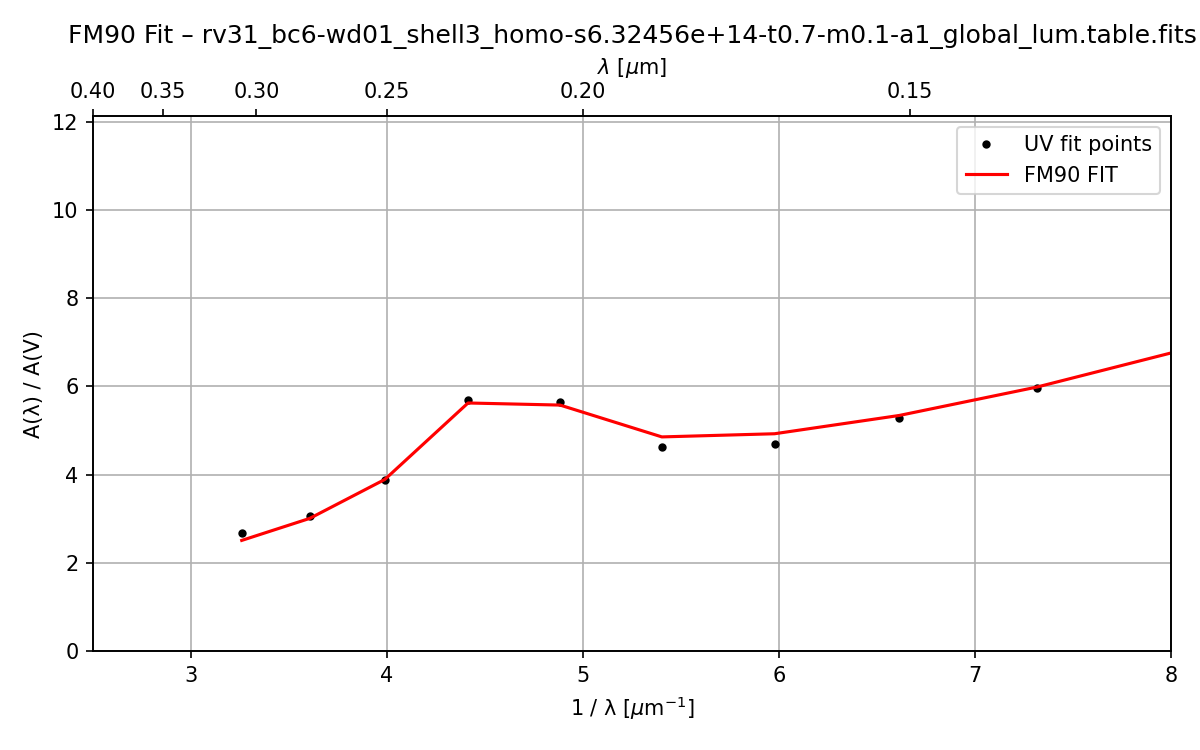 FM90 Fit – rv31_bc6-wd01_shell3_homo-s6.32456e+14-t0.7-m0.1-a1_global_lum.table.fits
λ [μm]
0.40 0.35 0.30 0.25 0.20 0.15
12
10
8
6
4
2
0
A(λ) / A(V)
UV fit points
FM90 FIT
3 4 5 6 7 8
1 / λ [μm⁻¹]